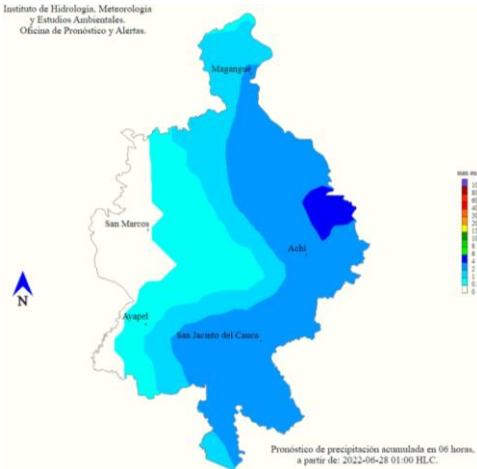 Instituto de Hidrología, Meteorología
y Estudios Ambientales.
Oficina de Pronóstico y Alertas.
Magangué
San Marcos
Achí
Ayapel
San Jacinto del Cauca
N
Pronóstico de precipitación acumulada en 06 horas,
a partir de: 2022-06-28 01:00 HLC.